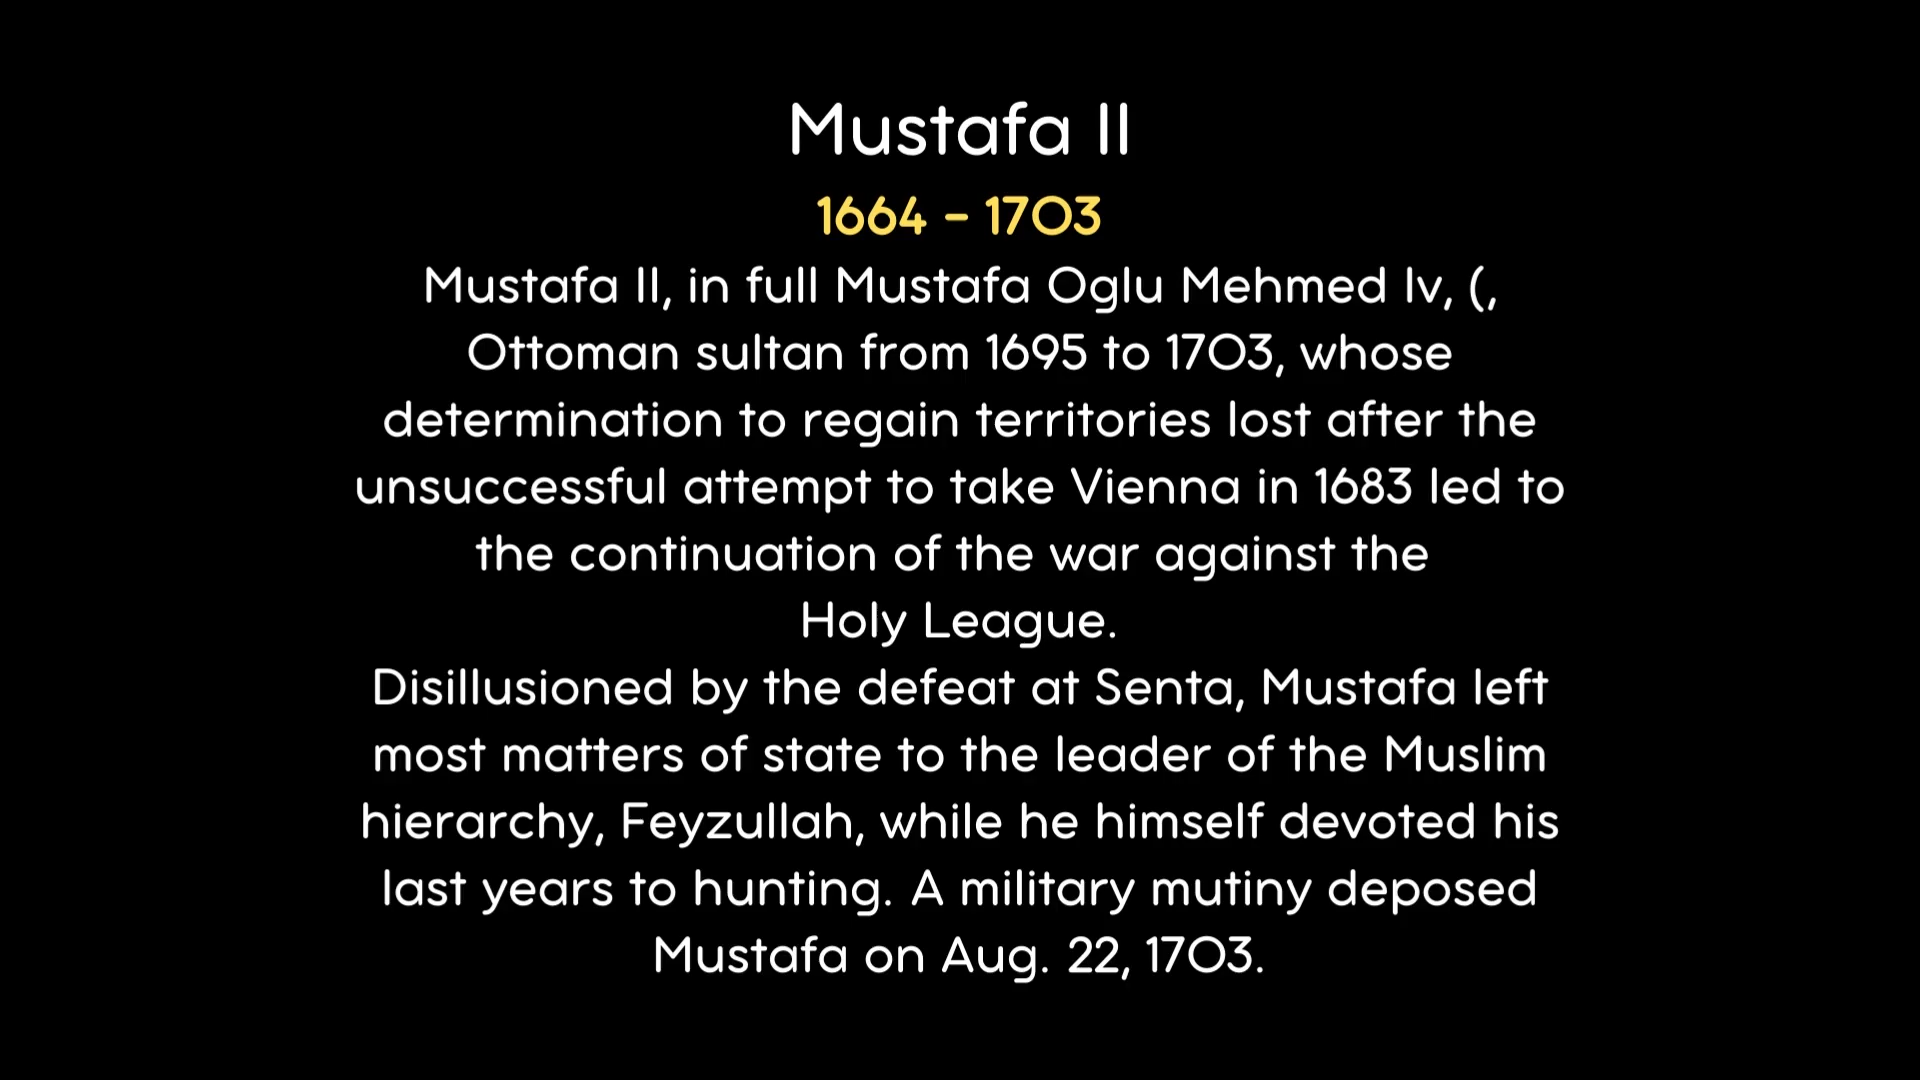 Mustafa II
1664 - 1703
Mustafa II, in full Mustafa Oglu Mehmed Iv, (,
Ottoman sultan from 1695 to 1703, whose
determination to regain territories lost after the
unsuccessful attempt to take Vienna in 1683 led to
the continuation of the war against the
Holy League.
Disillusioned by the defeat at Senta, Mustafa left
most matters of state to the leader of the Muslim
hierarchy, Feyzullah, while he himself devoted his
last years to hunting. A military mutiny deposed
Mustafa on Aug. 22, 1703.